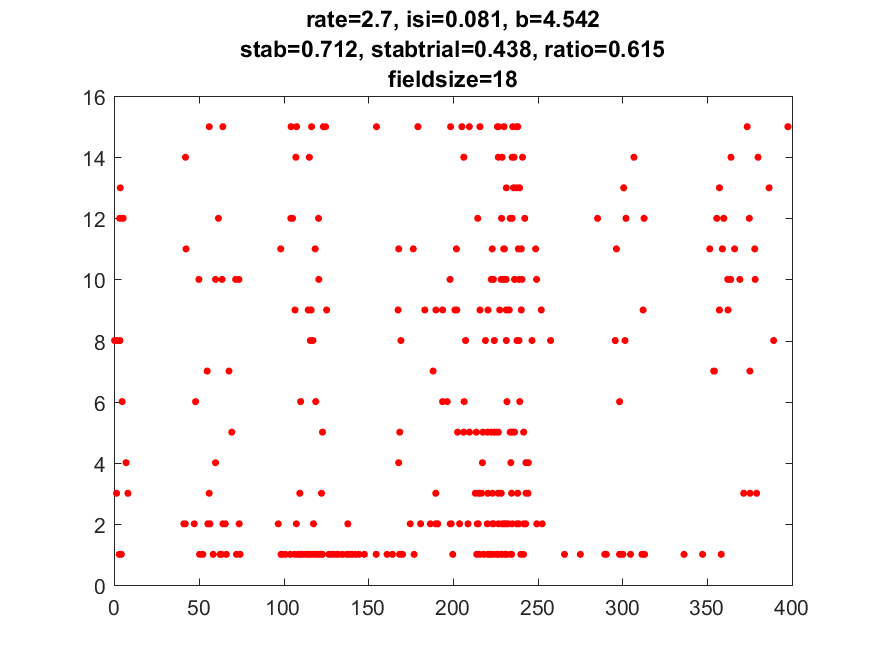 rate=2.7, isi=0.081, b=4.542
stab=0.712, stabtrial=0.438, ratio=0.615
fieldsize=18
16
14
12
10
8
6
4
2
0
0 50 100 150 200 250 300 350 400